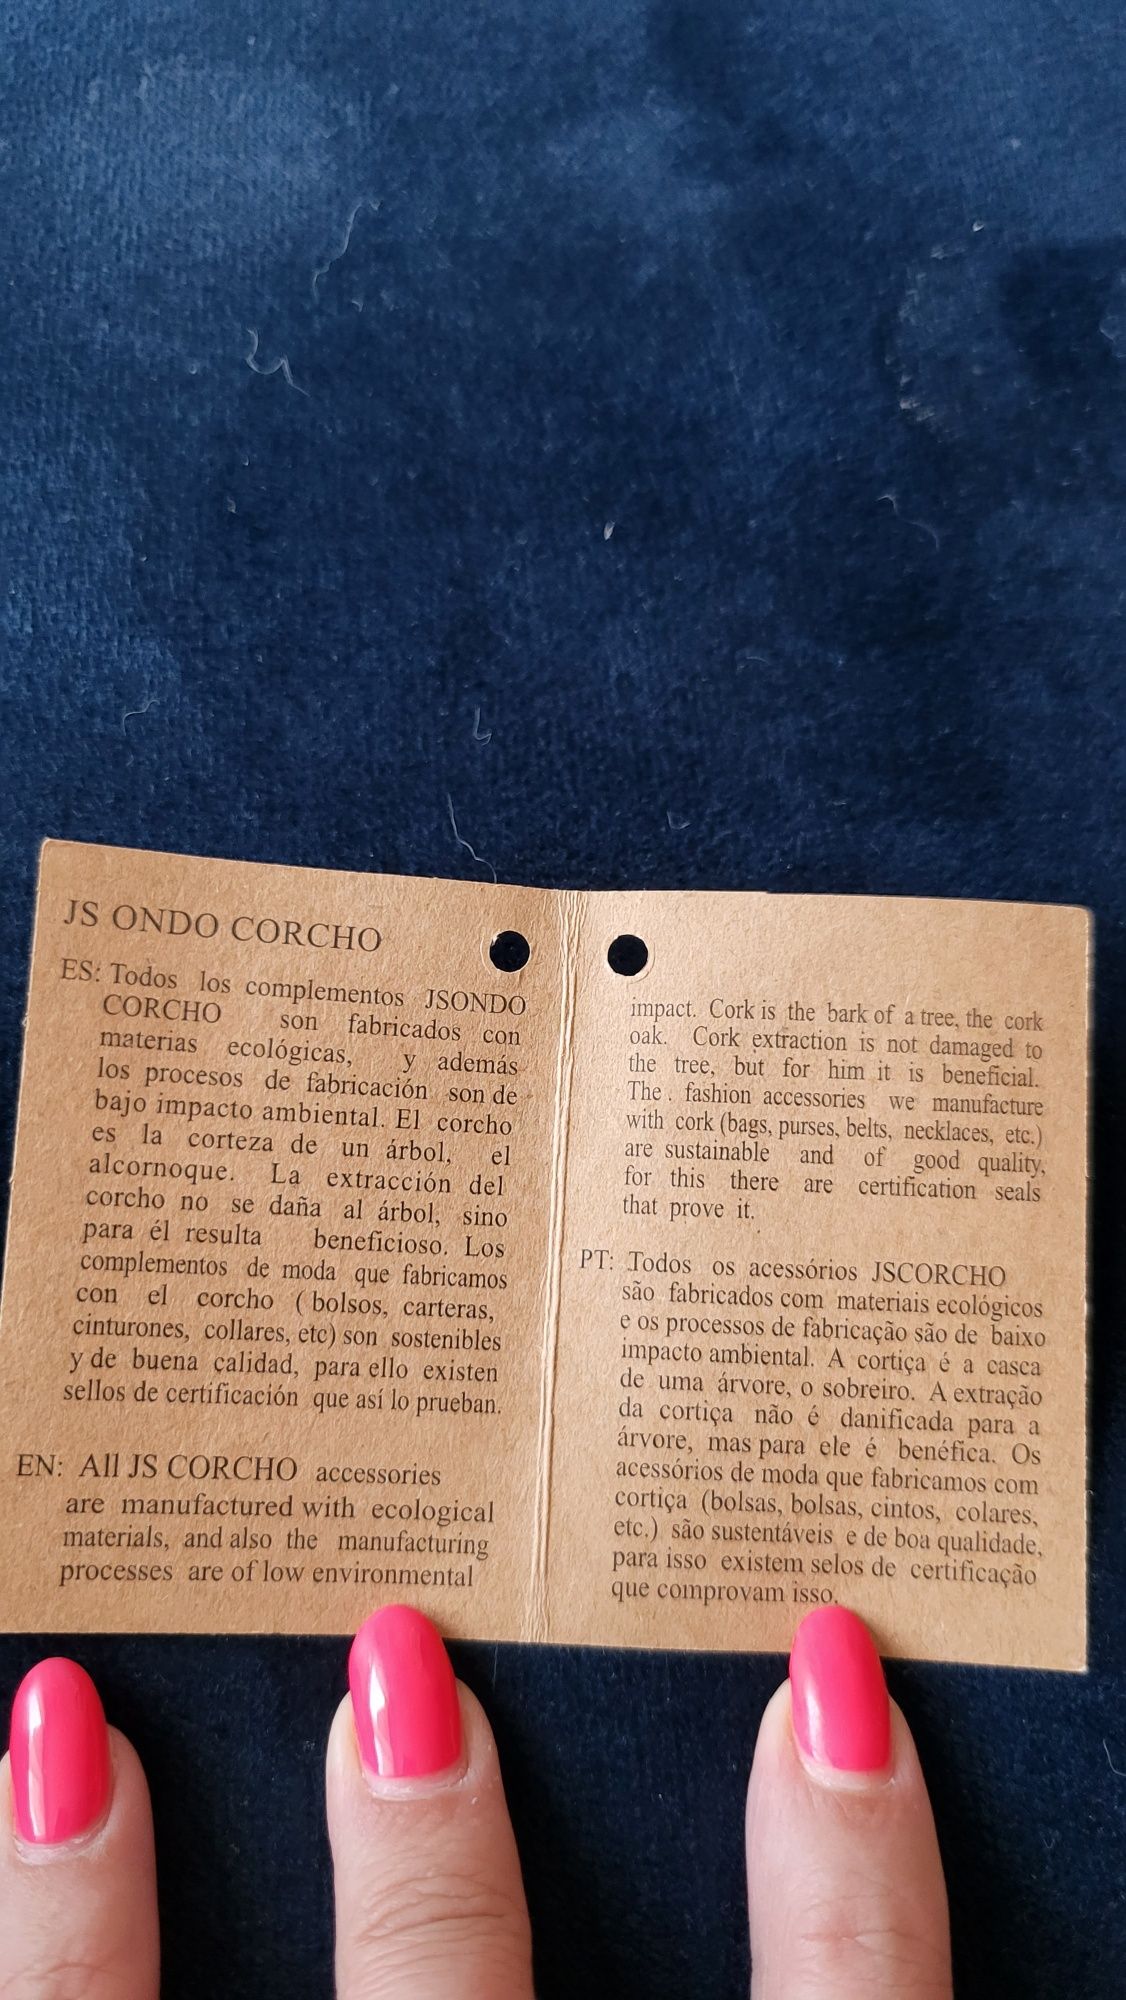 JS ONDO CORCHO
ES: Todos los complementos JSONDO
CORCHO son fabricados con
materias ecológicas, y además
los procesos de fabricación son de
bajo impacto ambiental. El corcho
es la corteza de un árbol, el
alcornoque. La extracción del
corcho no se daña al árbol, sino
para él resulta beneficioso. Los
complementos de moda que fabricamos
con el corcho ( bolsos, carteras,
cinturones, collares, etc) son sostenibles
y de buena calidad, para ello existen
sellos de certificación que así lo prueban.
EN: All JS CORCHO accessories
are manufactured with ecological
materials, and also the manufacturing
processes are of low environmental
impact. Cork is the bark of a tree, the cork
oak. Cork extraction is not damaged to
the tree, but for him it is beneficial.
The . fashion accessories we manufacture
with cork (bags, purses, belts, necklaces, etc.)
are sustainable and of good quality,
for this there are certification seals
that prove it.
PT: Todos os acessórios JSCORCHO
são fabricados com materiais ecológicos
e os processos de fabricação são de baixo
impacto ambiental. A cortiça é a casca
de uma árvore, o sobreiro. A extração
da cortiça não é danificada para a
árvore, mas para ele é benéfica. Os
acessórios de moda que fabricamos com
cortiça (bolsas, bolsas, cintos, colares,
etc.) são sustentáveis e de boa qualidade,
para isso existem selos de certificação
que comprovam isso.